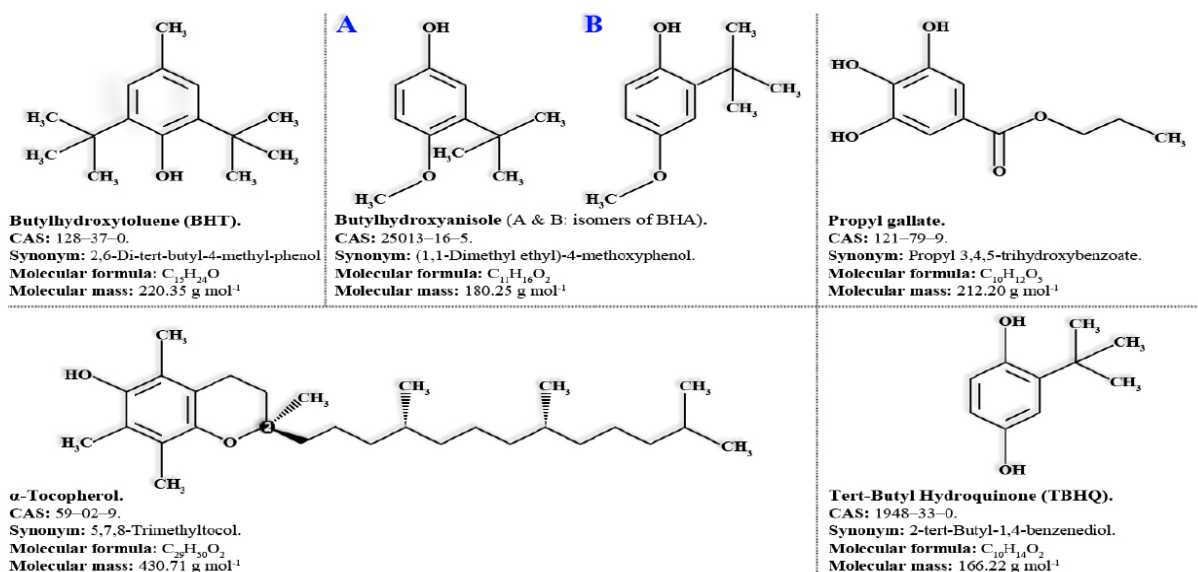 CH3
H3C
H3C
CH3
OH
CH3
CH3
CH3
Butylhydroxytoluene (BHT).
CAS: 128–37–0.
Synonym: 2,6-Di-tert-butyl-4-methyl-phenol
Molecular formula: C15H24O
Molecular mass: 220.35 g mol-1
A
OH
CH3
H3C
CH3
O
H3C
B
OH
CH3
CH3
CH3
O
H3C
Butylhydroxyanisole (A & B: isomers of BHA).
CAS: 25013–16–5.
Synonym: (1,1-Dimethyl ethyl)-4-methoxyphenol.
Molecular formula: C11H16O2
Molecular mass: 180.25 g mol-1
OH
HO
HO
O
O
CH3
Propyl gallate.
CAS: 121–79–9.
Synonym: Propyl 3,4,5-trihydroxybenzoate.
Molecular formula: C10H12O5
Molecular mass: 212.20 g mol-1
CH3
HO
H3C
CH3
O
CH3
CH3
CH3
CH3
CH3
α-Tocopherol.
CAS: 59–02–9.
Synonym: 5,7,8-Trimethyltocol.
Molecular formula: C29H50O2
Molecular mass: 430.71 g mol-1
OH
CH3
CH3
CH3
OH
Tert-Butyl Hydroquinone (TBHQ).
CAS: 1948–33–0.
Synonym: 2-tert-Butyl-1,4-benzenediol.
Molecular formula: C10H14O2
Molecular mass: 166.22 g mol-1